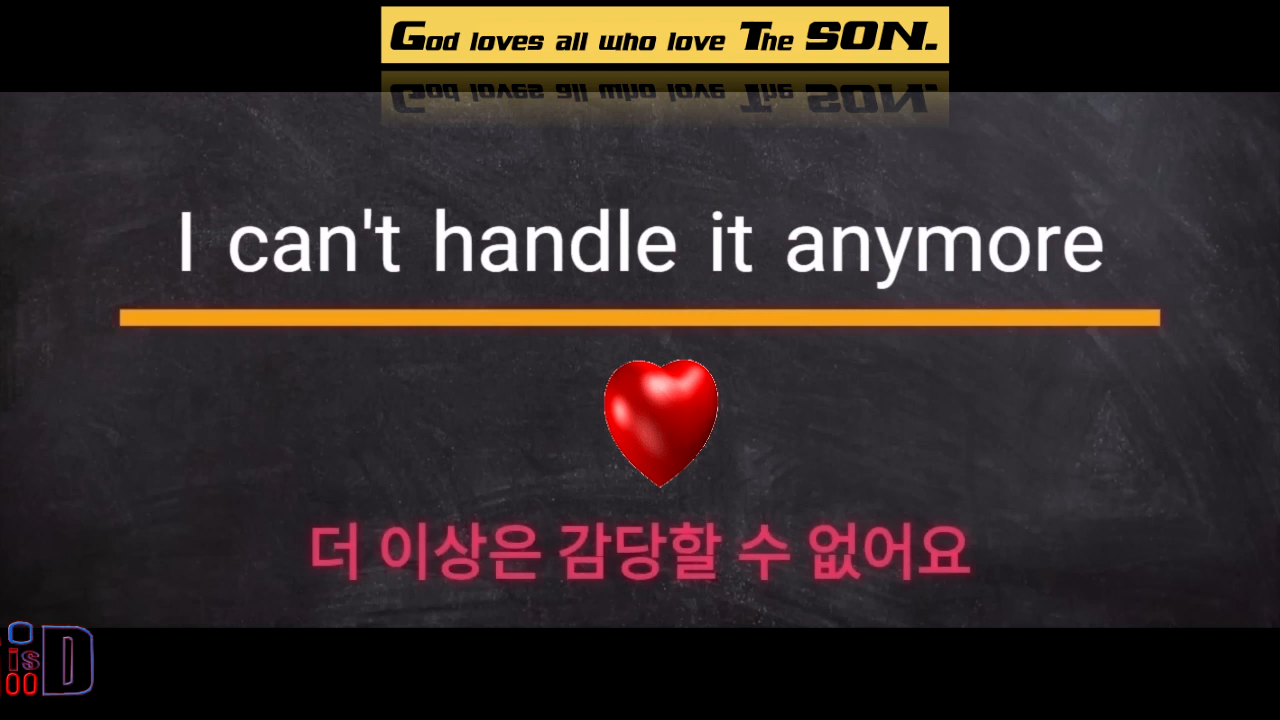 God loves all who love The SON.
I can't handle it anymore
더 이상은 감당할 수 없어요
is
D